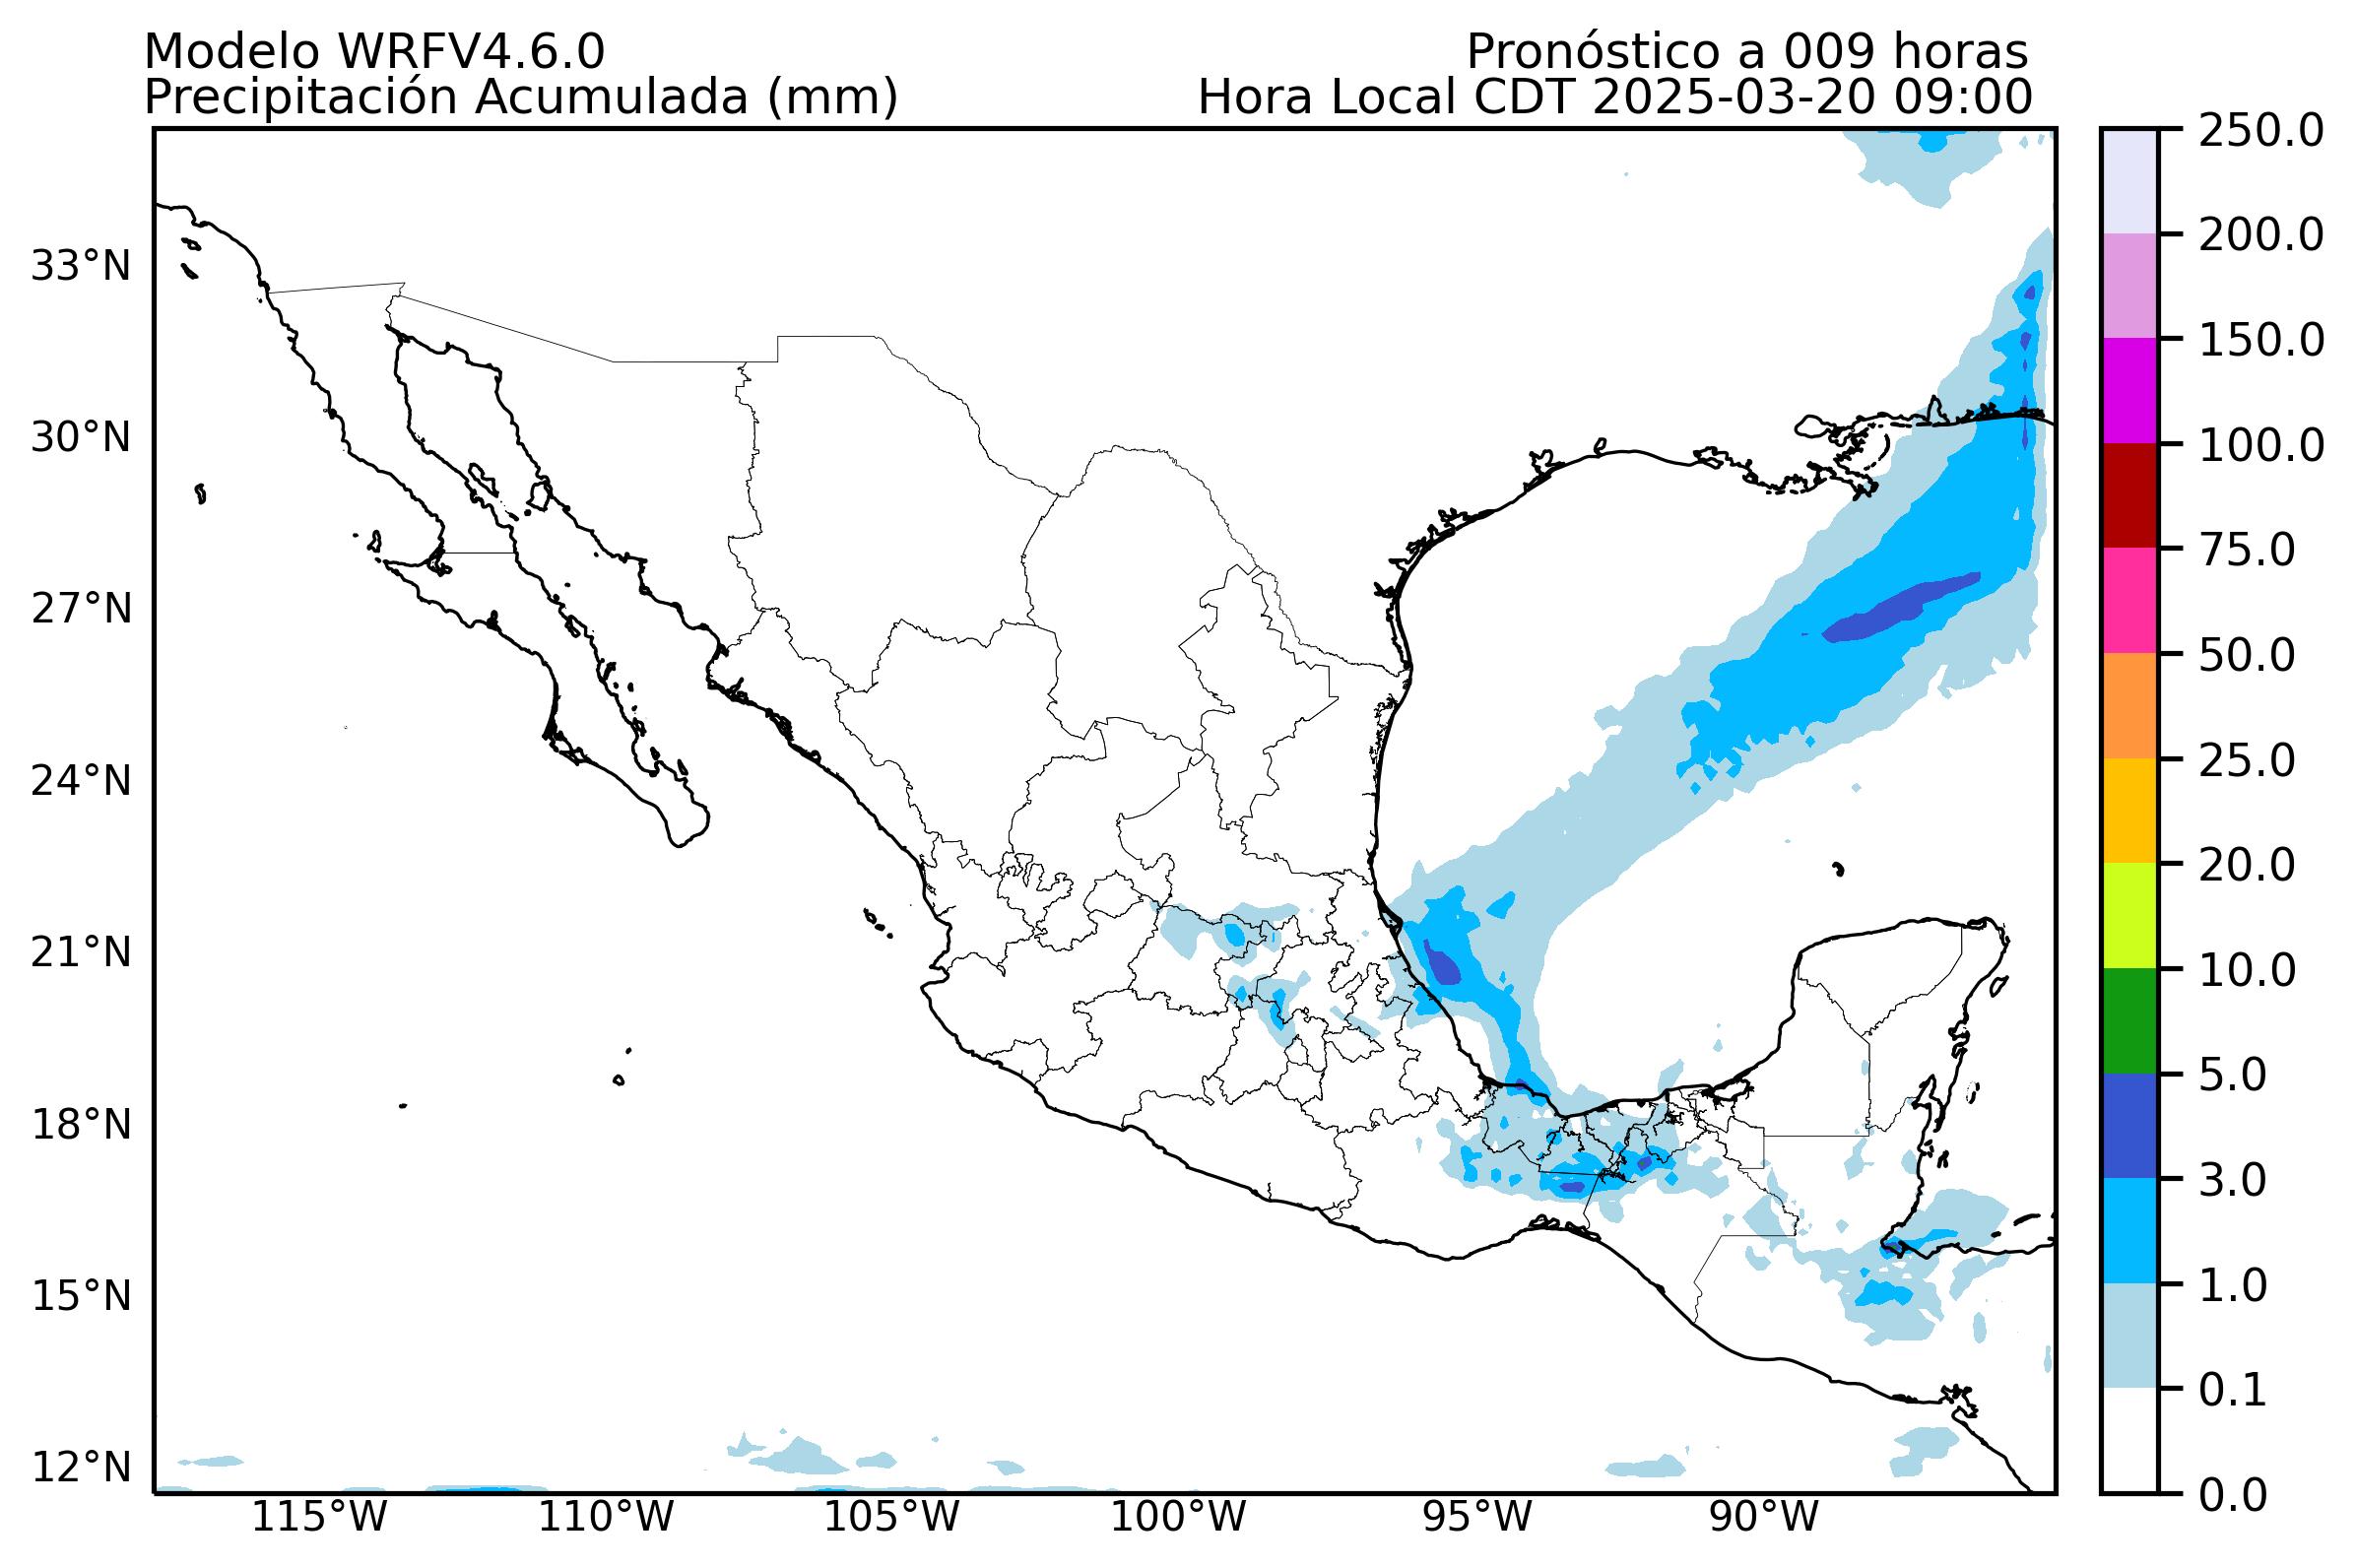 Modelo WRFV4.6.0
Pronóstico a 009 horas
Precipitación Acumulada (mm)
Hora Local CDT 2025-03-20 09:00
33°N
30°N
27°N
24°N
21°N
18°N
15°N
12°N
115°W
110°W
105°W
100°W
95°W
90°W
250.0
200.0
150.0
100.0
75.0
50.0
25.0
20.0
10.0
5.0
3.0
1.0
0.1
0.0